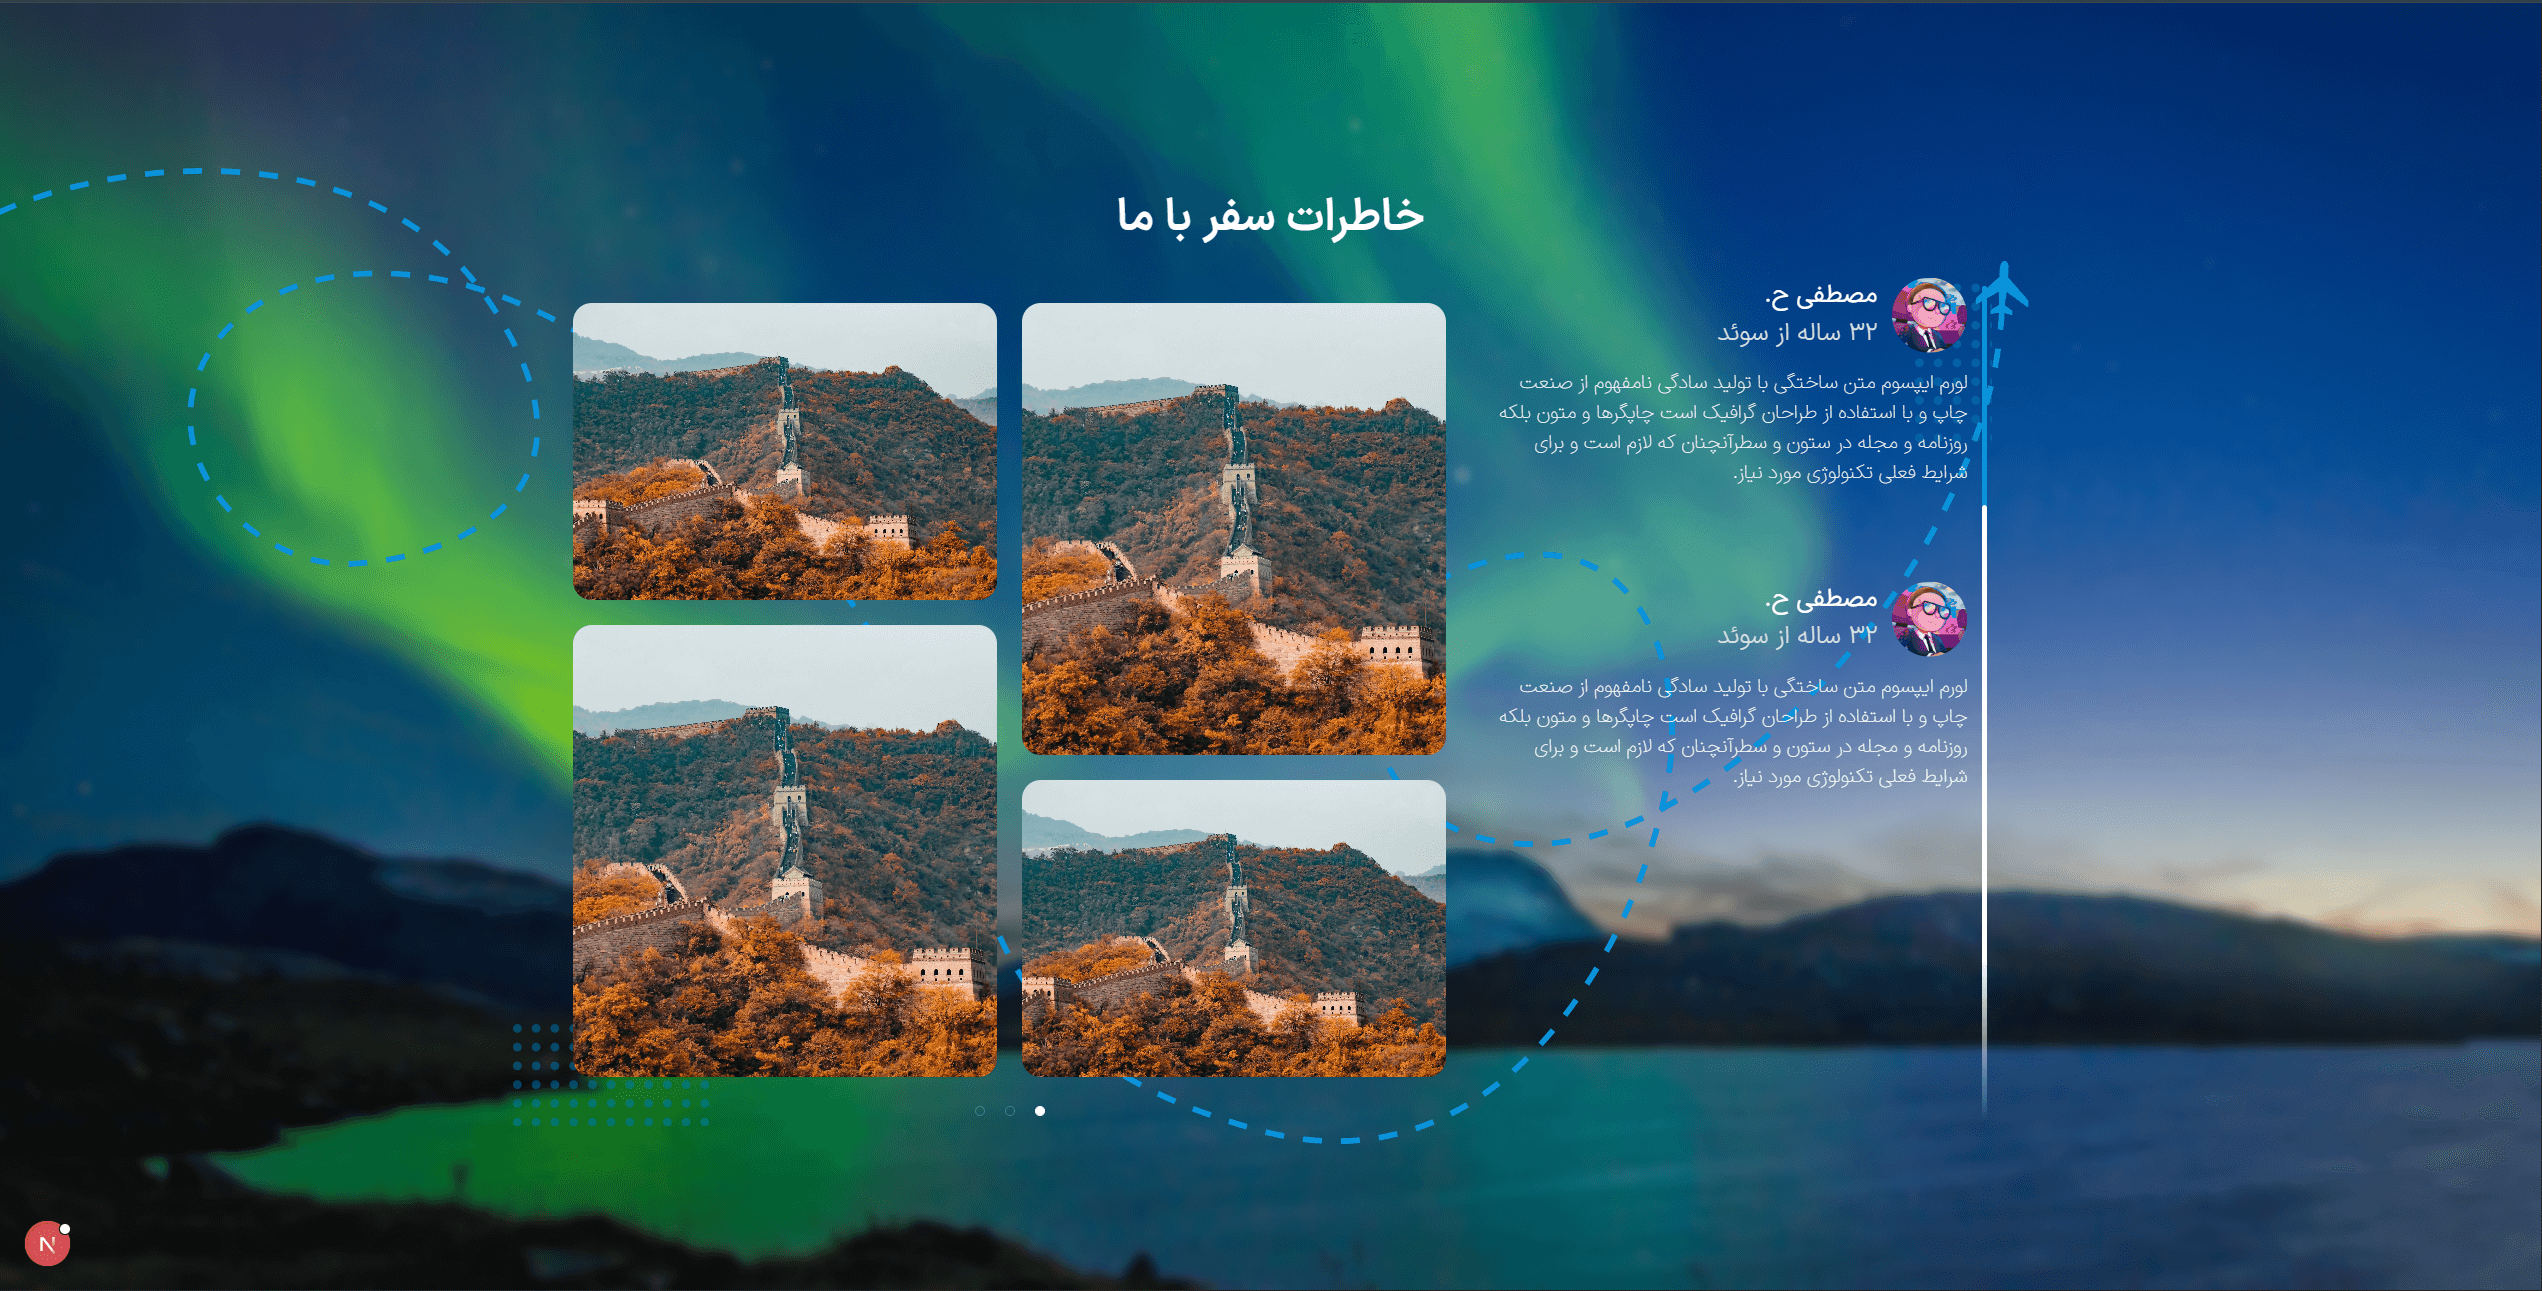 خاطرات سفر با ما
مصطفی ح.
۳۲ ساله از سوئد
لورم ایپسوم متن ساختگی با تولید سادگی نامفهوم از صنعت
چاپ و با استفاده از طراحان گرافیک است چاپگرها و متون بلکه
روزنامه و مجله در ستون و سطرآنچنان که لازم است و برای
شرایط فعلی تکنولوژی مورد نیاز.
مصطفی ح.
۳۲ ساله از سوئد
لورم ایپسوم متن ساختگی با تولید سادگی نامفهوم از صنعت
چاپ و با استفاده از طراحان گرافیک است چاپگرها و متون بلکه
روزنامه و مجله در ستون و سطرآنچنان که لازم است و برای
شرایط فعلی تکنولوژی مورد نیاز.
N